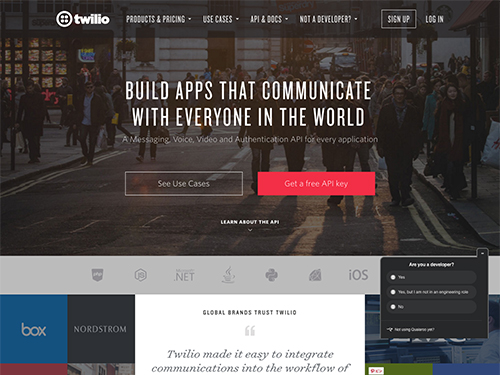 twilio
PRODUCTS & PRICING
USE CASES
API & DOCS
NOT A DEVELOPER?
SIGN UP
LOG IN
BUILD APPS THAT COMMUNICATE
WITH EVERYONE IN THE WORLD
A Messaging, Voice, Video and Authentication API for every application
See Use Cases
Get a free API key
LEARN ABOUT THE API
.NET
iOS
Are you a developer?
Yes
Yes, but I am not in an engineering role
No
Not using Qualaroo yet?
box
NORDSTROM
GLOBAL BRANDS TRUST TWILIO
“
Twilio made it easy to integrate
communications into the workflow of